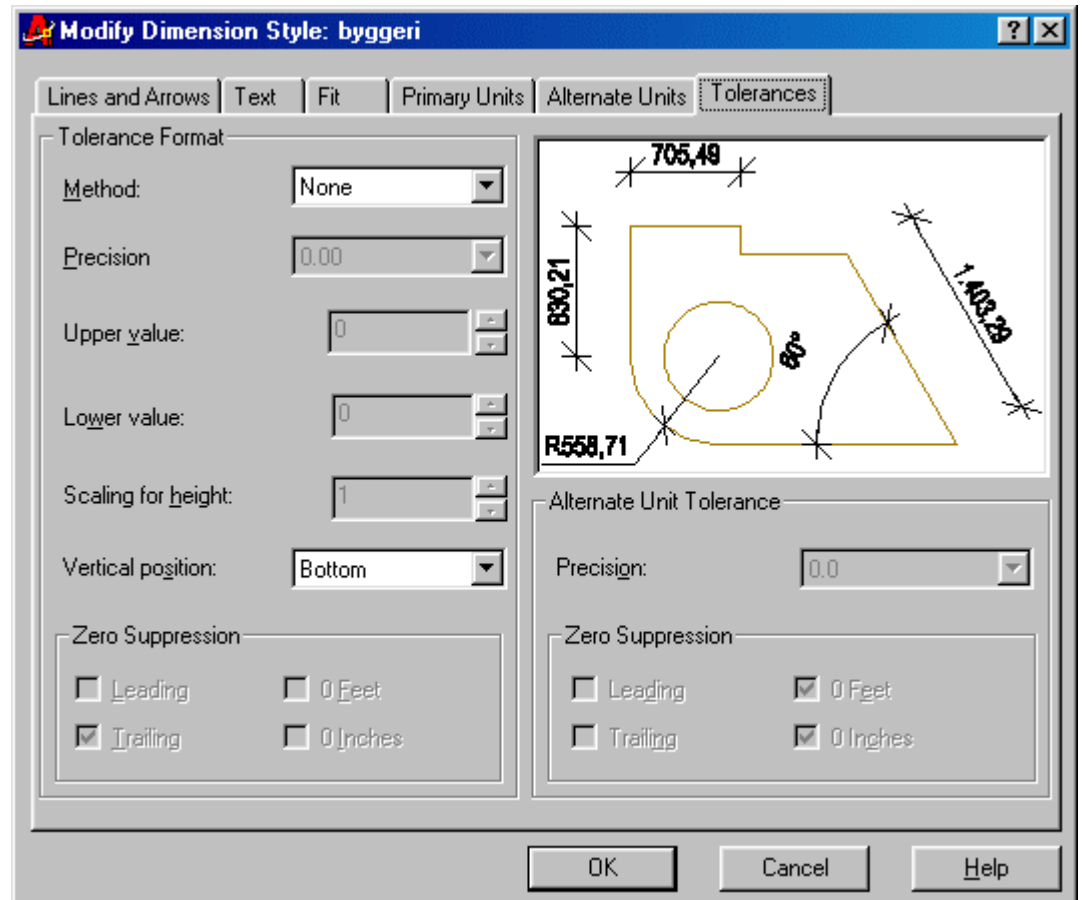 Modify Dimension Style: byggeri
Lines and Arrows Text Fit Primary Units Alternate Units Tolerances
Tolerance Format
Method: None
Precision 0.00
Upper value: 0
Lower value: 0
Scaling for height: 1
Vertical position: Bottom
Zero Suppression
Leading 0 Feet
Trailing 0 Inches
705,49
830,21
1.403,29
60°
R558,71
Alternate Unit Tolerance
Precision: 0.0
Zero Suppression
Leading 0 Feet
Trailing 0 Inches
OK Cancel Help